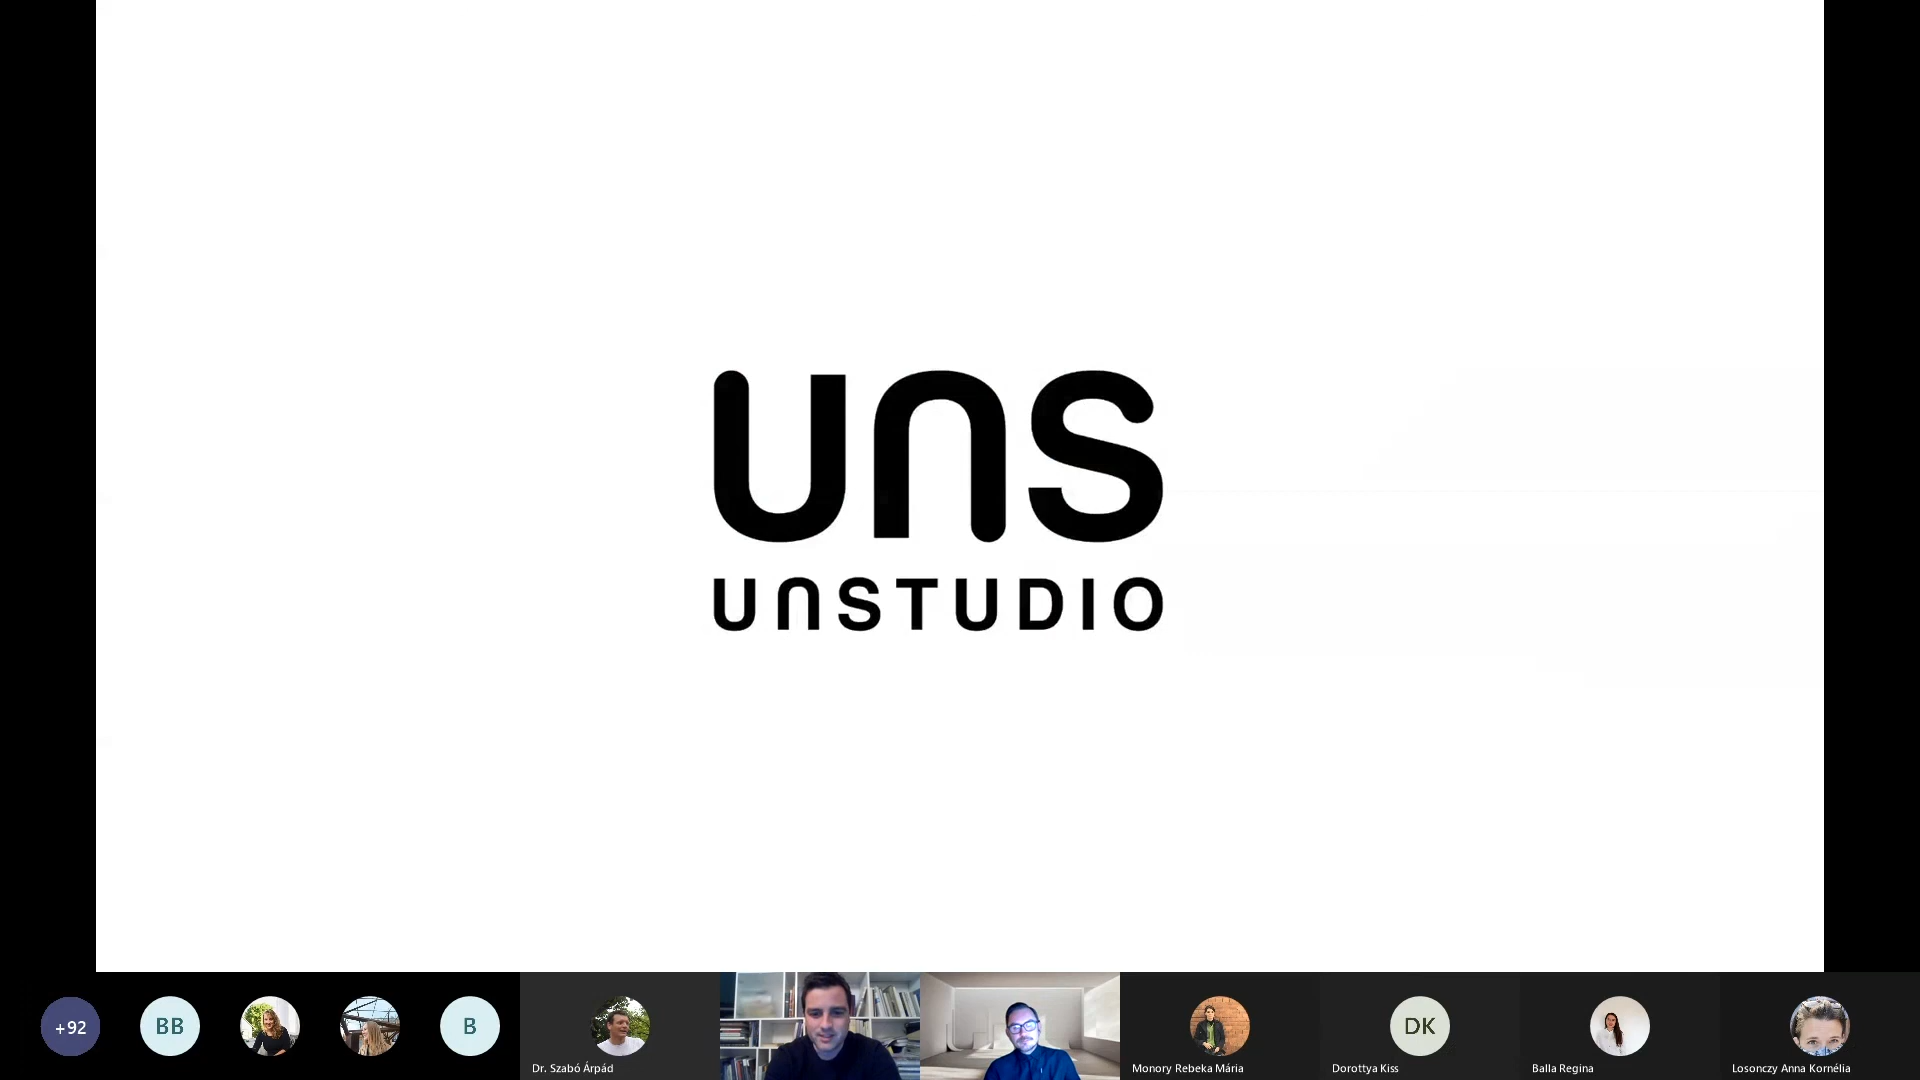 uns
UNSTUDIO
+92
BB
B
Dr. Szabó Árpád
Monory Rebeka Mária
DK
Dorottya Kiss
Balla Regina
Losonczy Anna Kornélia